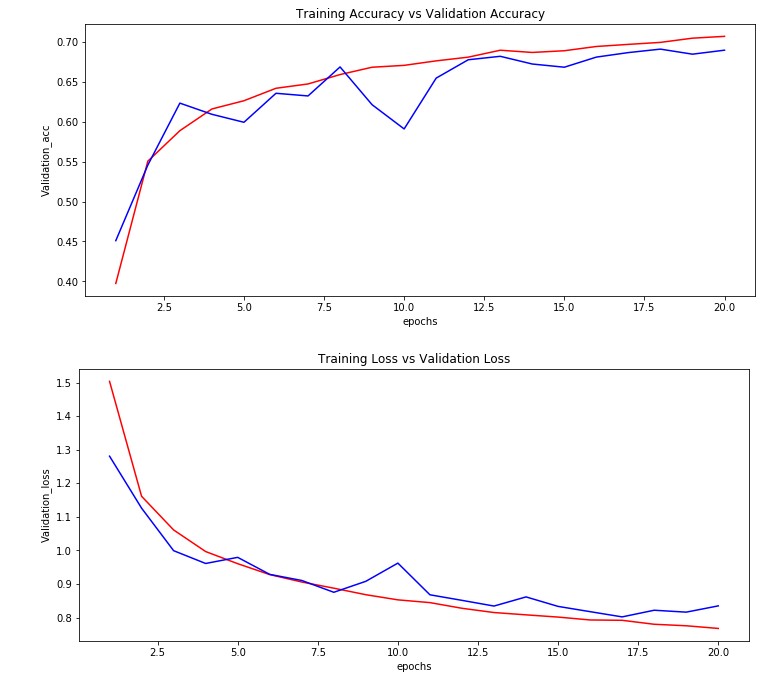 Training Accuracy vs Validation Accuracy
0.70
0.65
0.60
0.55
0.50
0.45
0.40
Validation_acc
2.5 5.0 7.5 10.0 12.5 15.0 17.5 20.0
epochs
Training Loss vs Validation Loss
1.5
1.4
1.3
1.2
1.1
1.0
0.9
0.8
Validation_loss
2.5 5.0 7.5 10.0 12.5 15.0 17.5 20.0
epochs